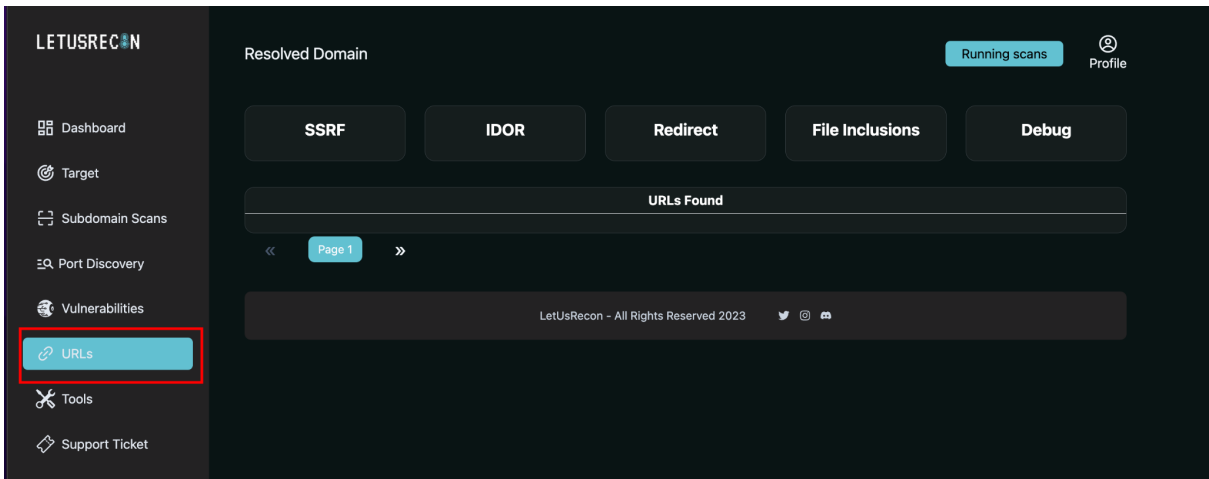 LETUSRECON
Resolved Domain
Running scans
Profile
Dashboard
Target
Subdomain Scans
Port Discovery
Vulnerabilities
URLs
Tools
Support Ticket
SSRF
IDOR
Redirect
File Inclusions
Debug
URLs Found
« Page 1 »
LetUsRecon - All Rights Reserved 2023